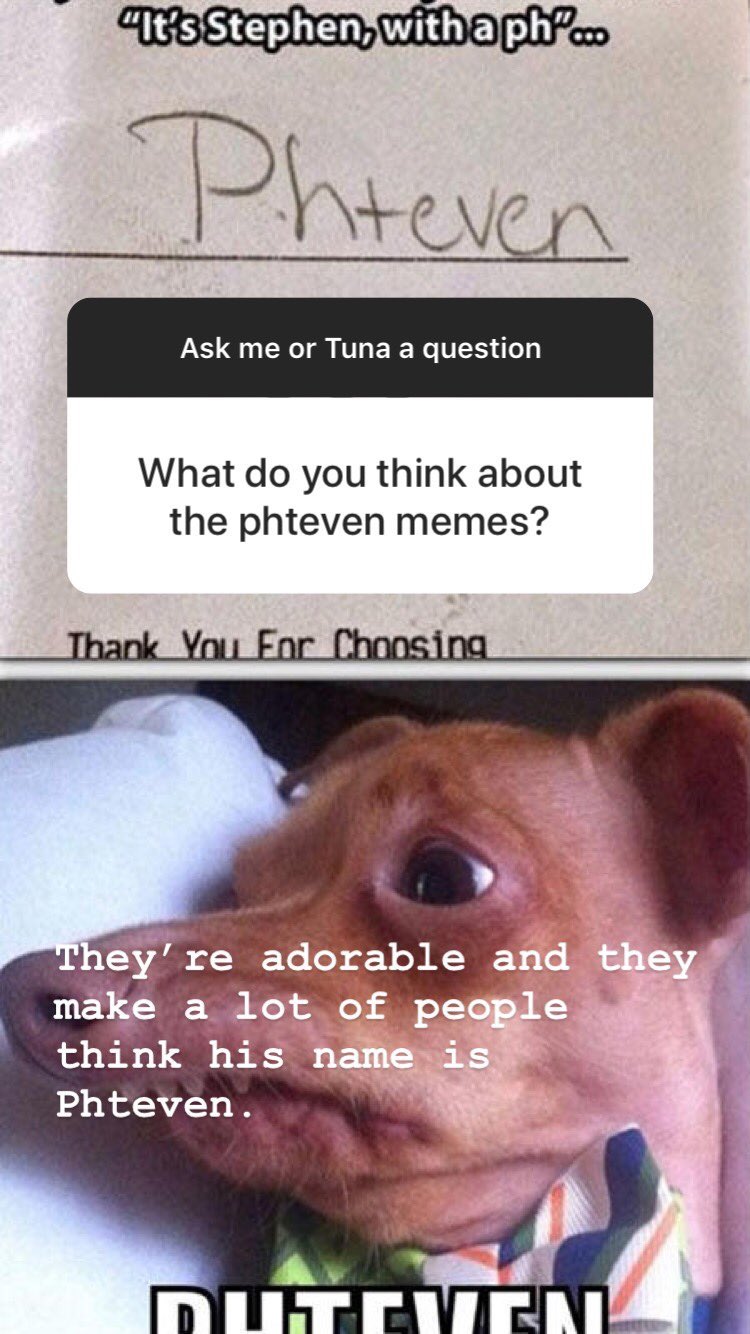 "It's Stephen, with a ph"...
Phteven
Ask me or Tuna a question
What do you think about
the phteven memes?
Thank You For Choosing
They're adorable and they
make a lot of people
think his name is
Phteven.
PHTEVEN